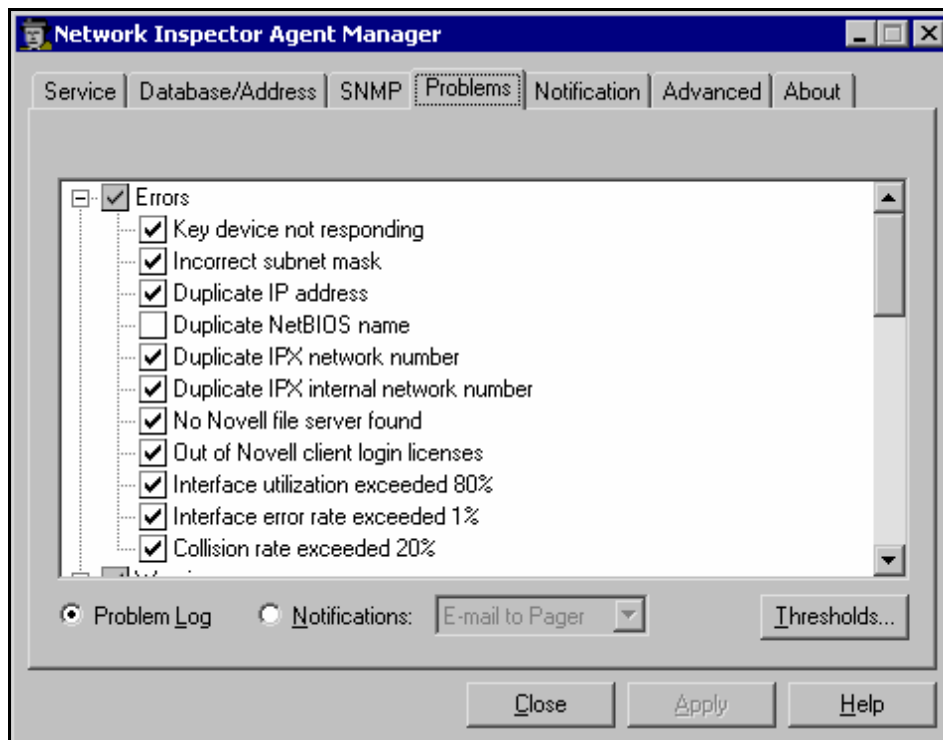 Network Inspector Agent Manager
Service Database/Address SNMP Problems Notification Advanced About
Errors
Key device not responding
Incorrect subnet mask
Duplicate IP address
Duplicate NetBIOS name
Duplicate IPX network number
Duplicate IPX internal network number
No Novell file server found
Out of Novell client login licenses
Interface utilization exceeded 80%
Interface error rate exceeded 1%
Collision rate exceeded 20%
Problem Log Notifications: E-mail to Pager Thresholds...
Close Apply Help